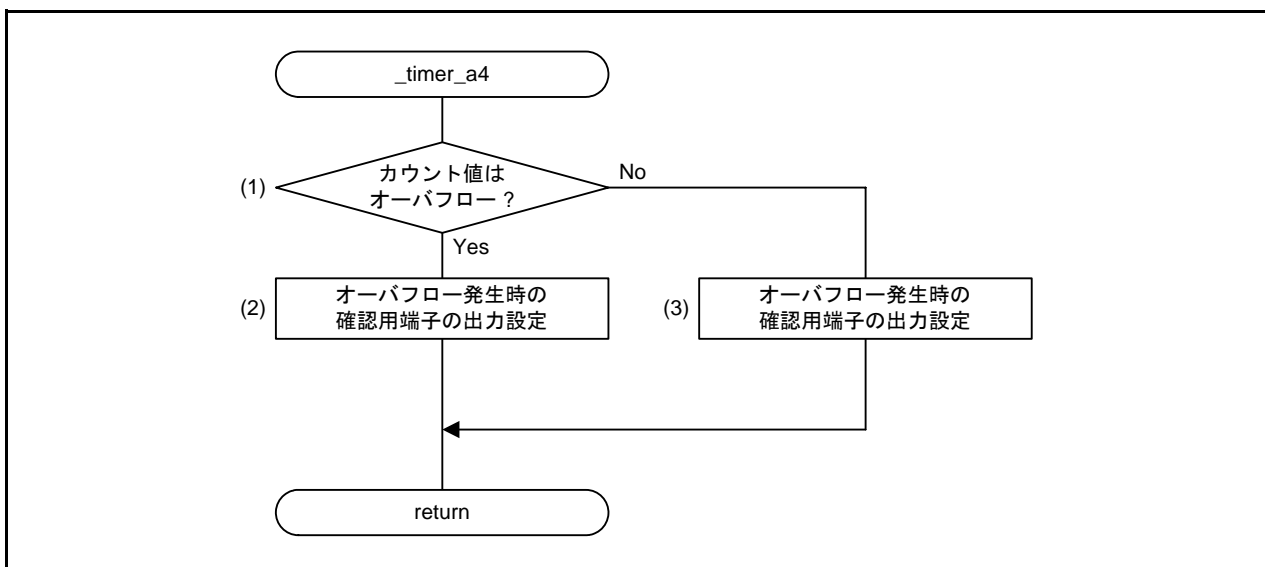 _timer_a4
(1)
カウント値は
オーバフロー ?
No
Yes
(2)
オーバフロー発生時の
確認用端子の出力設定
(3)
オーバフロー発生時の
確認用端子の出力設定
return